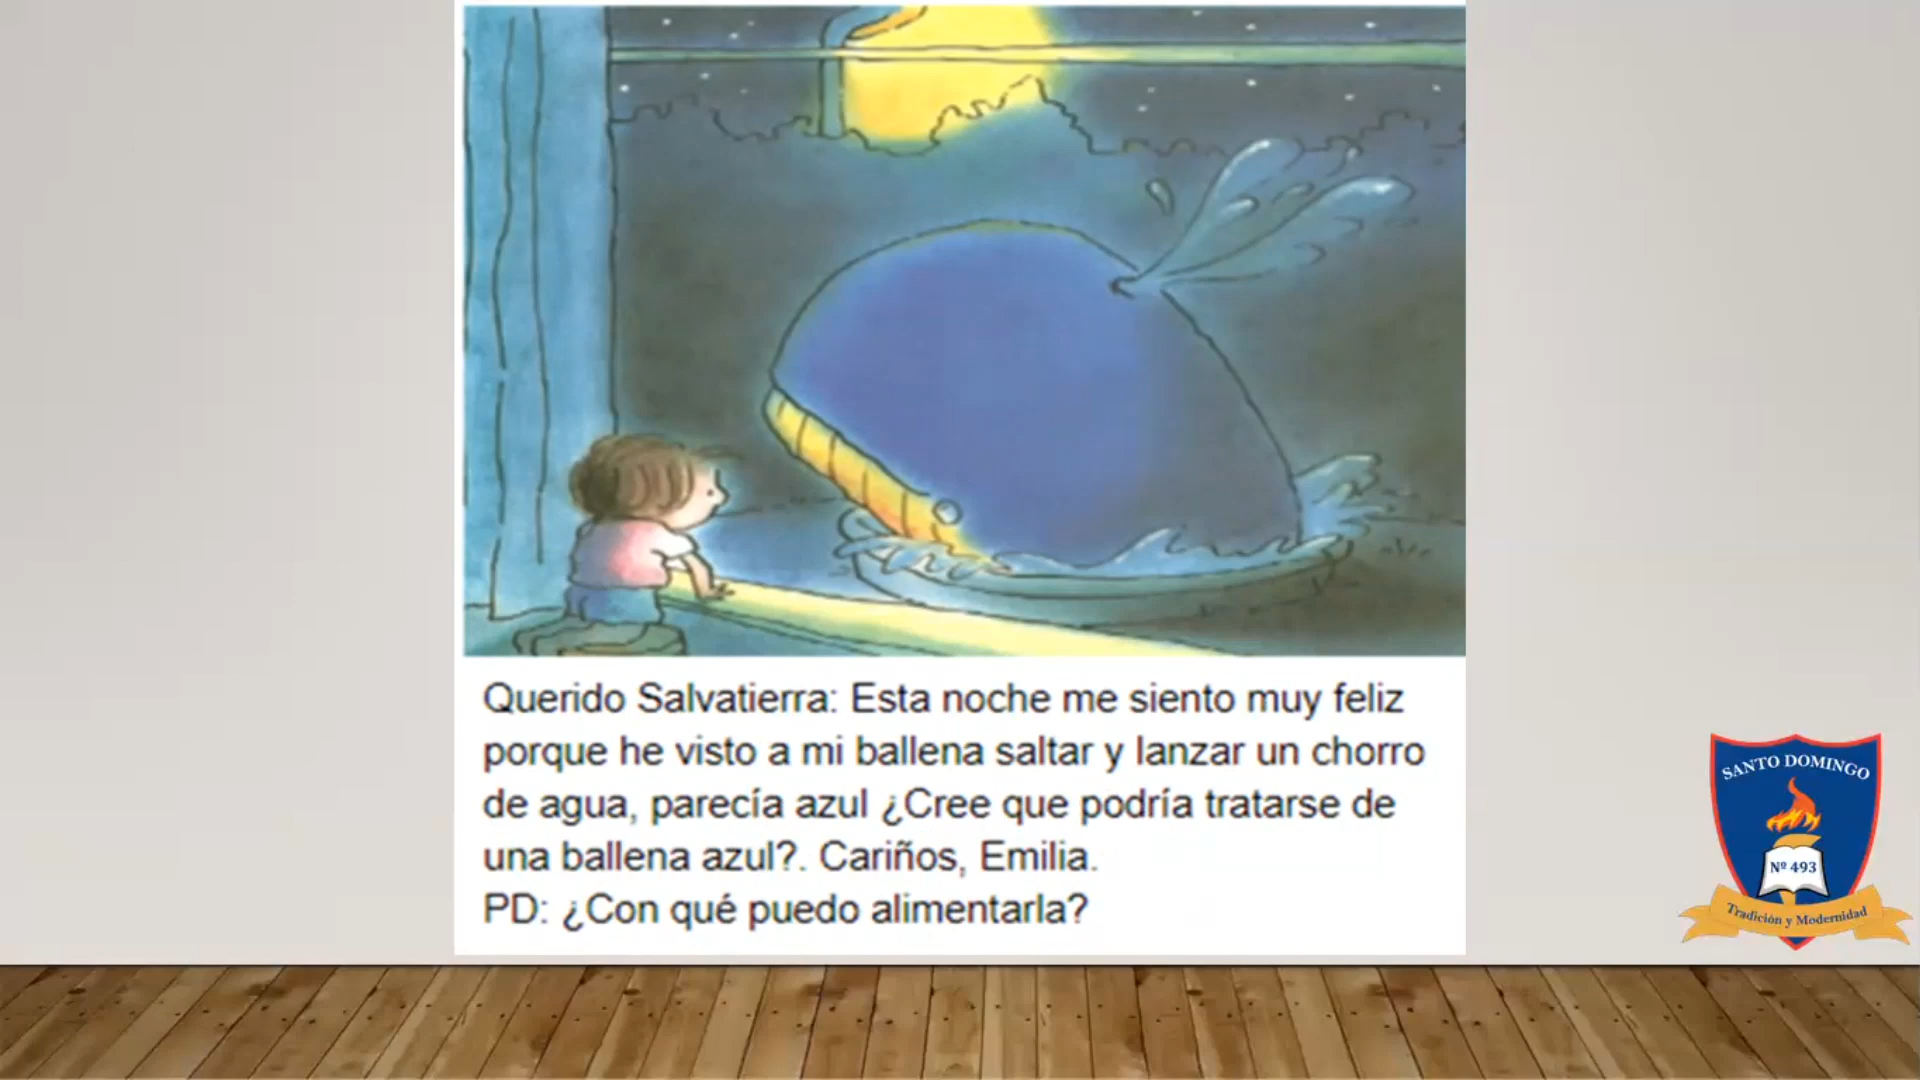 Querido Salvatierra: Esta noche me siento muy feliz
porque he visto a mi ballena saltar y lanzar un chorro
de agua, parecía azul ¿Cree que podría tratarse de
una ballena azul?. Cariños, Emilia.
PD: ¿Con qué puedo alimentarla?
SANTO DOMINGO
Nº 493
Tradición y Modernidad